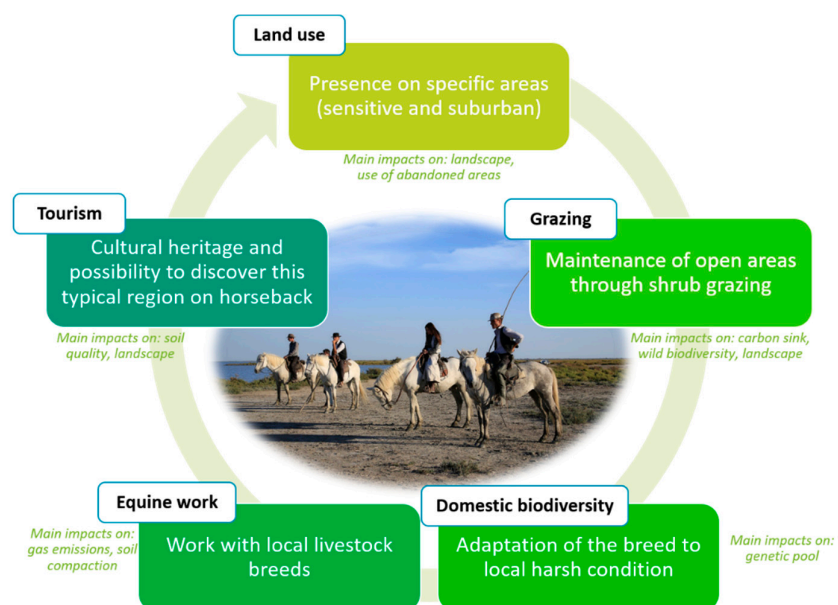 Land use
Presence on specific areas
(sensitive and suburban)
Main impacts on: landscape,
use of abandoned areas
Tourism
Cultural heritage and
possibility to discover this
typical region on horseback
Main impacts on: soil
quality, landscape
Grazing
Maintenance of open areas
through shrub grazing
Main impacts on: carbon sink,
wild biodiversity, landscape
Equine work
Work with local livestock
breeds
Main impacts on:
gas emissions, soil
compaction
Domestic biodiversity
Adaptation of the breed to
local harsh condition
Main impacts on:
genetic pool